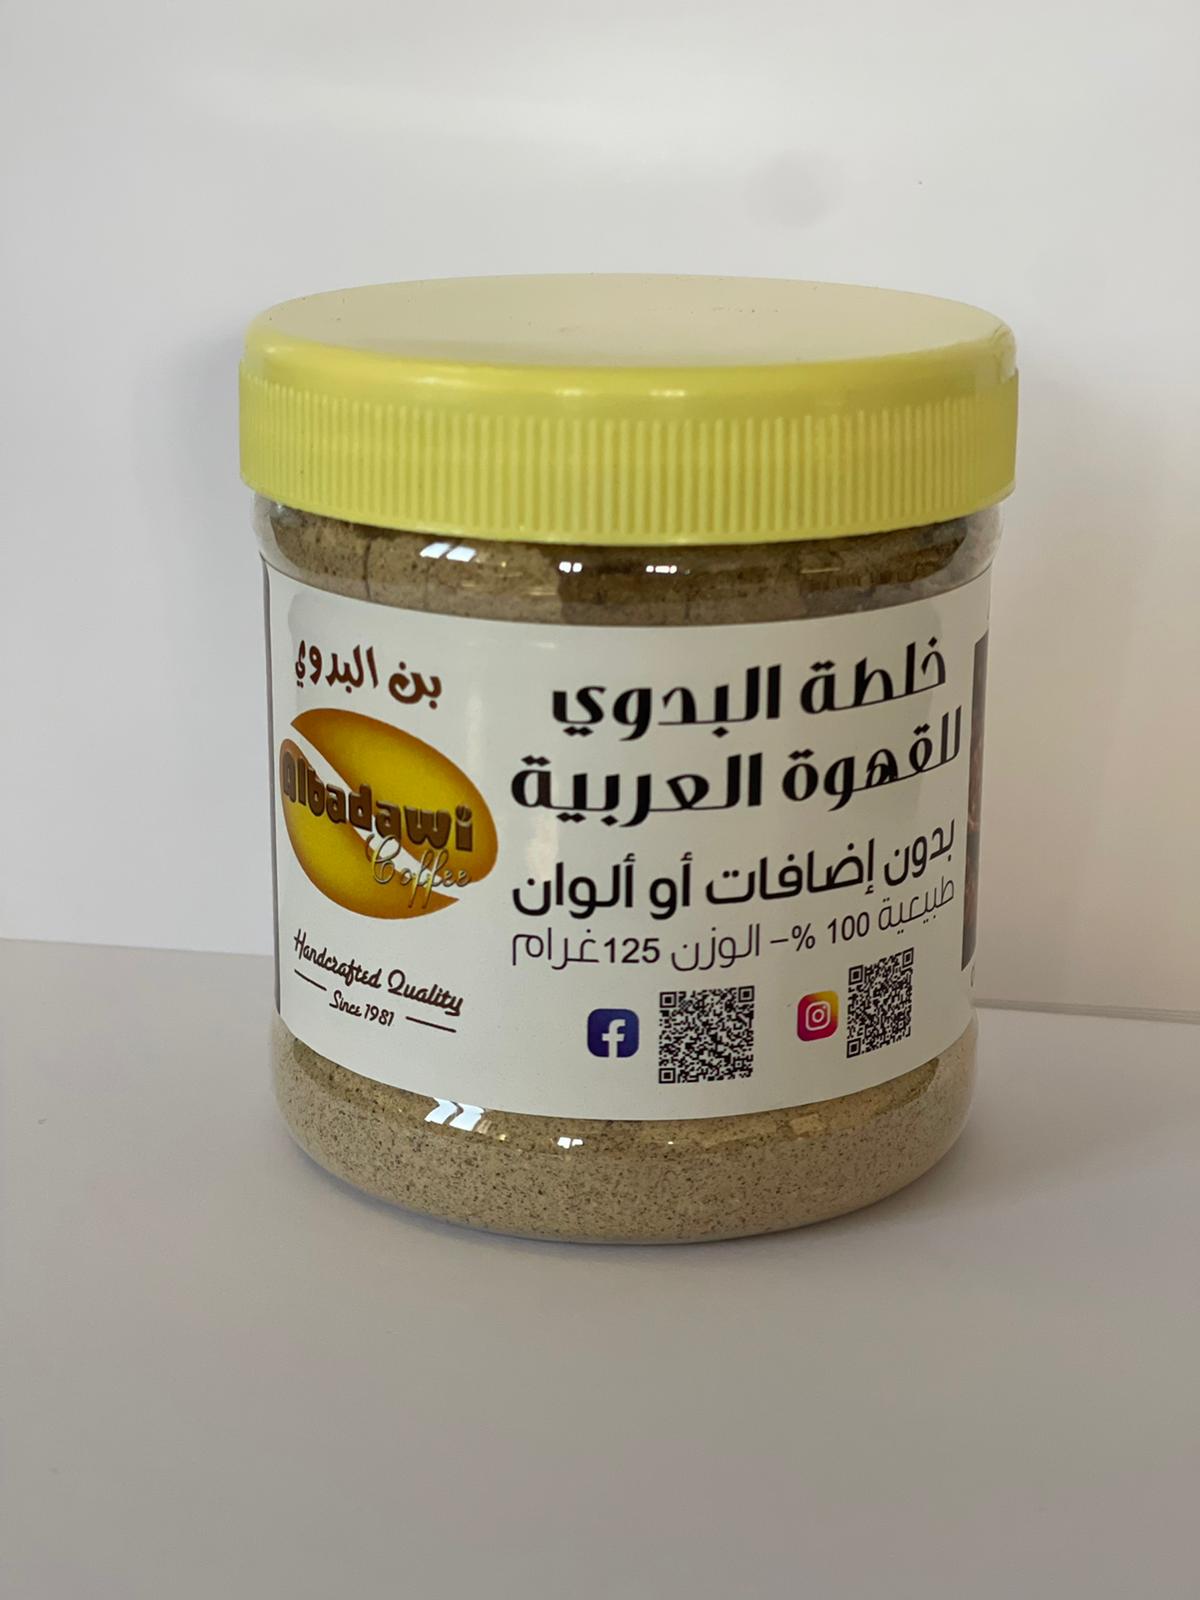 بن البدوي
Albadawi
Coffee
Handcrafted Quality
Since 1981
خلطة البدوي
للقهوة العربية
بدون إضافات أو ألوان
طبيعية 100 %– الوزن 125غرام